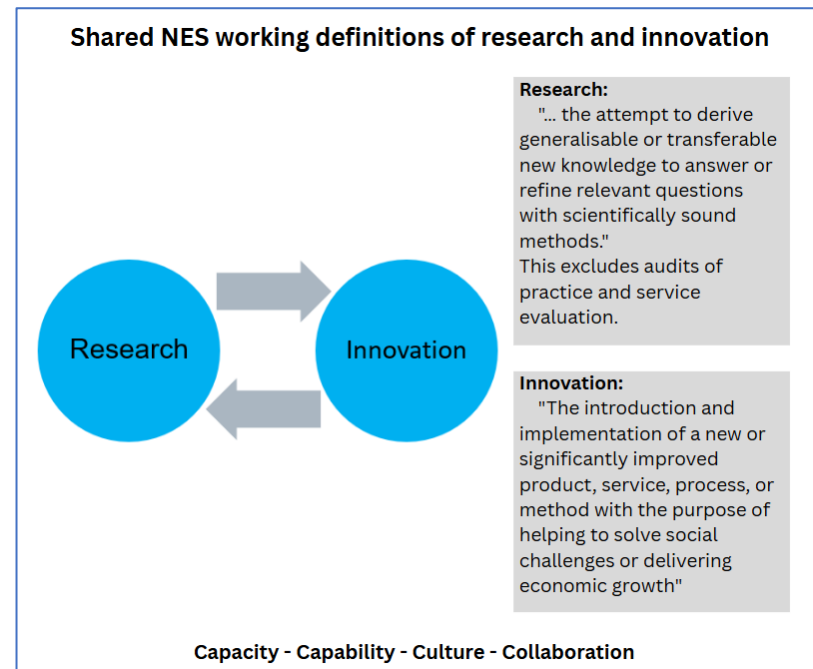 Shared NES working definitions of research and innovation
Research
Innovation
Research:
"... the attempt to derive
generalisable or transferable
new knowledge to answer or
refine relevant questions
with scientifically sound
methods."
This excludes audits of
practice and service
evaluation.
Innovation:
"The introduction and
implementation of a new or
significantly improved
product, service, process, or
method with the purpose of
helping to solve social
challenges or delivering
economic growth"
Capacity - Capability - Culture - Collaboration